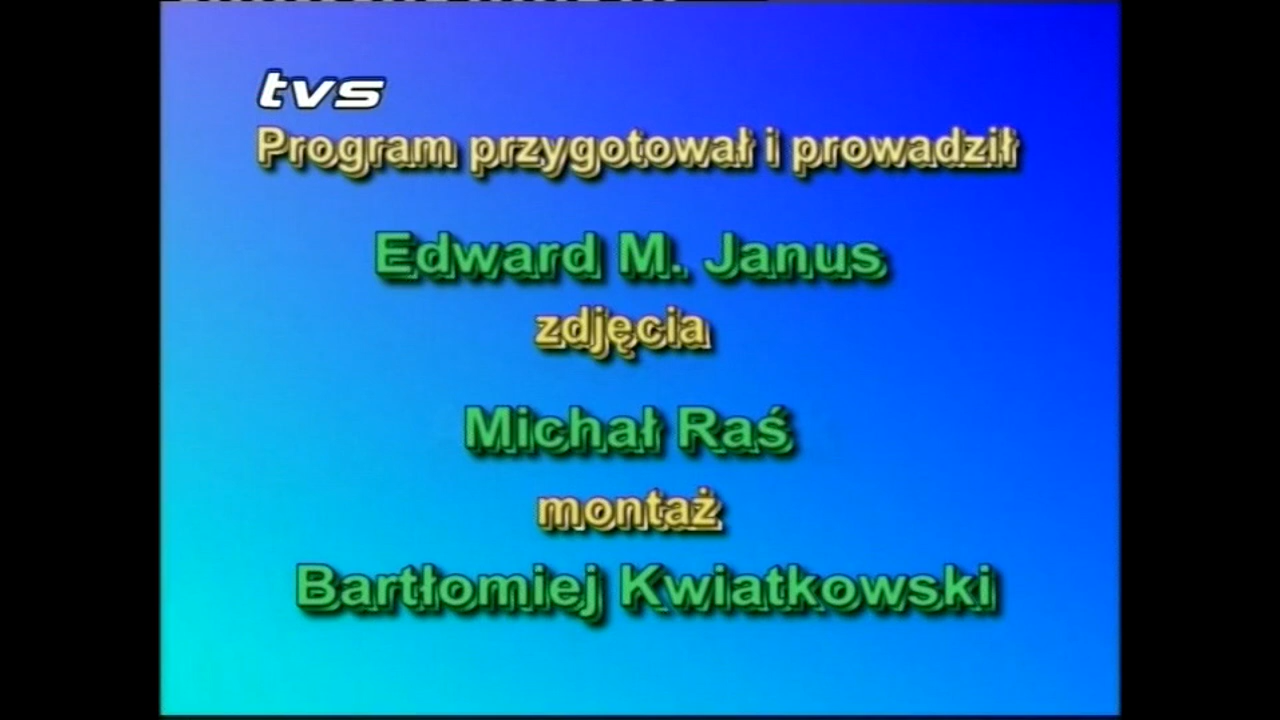 tvs
Program przygotował i prowadził
Edward M. Janus
zdjęcia
Michał Raś
montaż
Bartłomiej Kwiatkowski